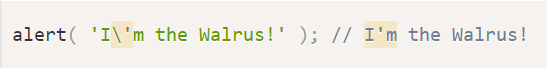 alert( 'I\'m the Walrus!' ); // I'm the Walrus!